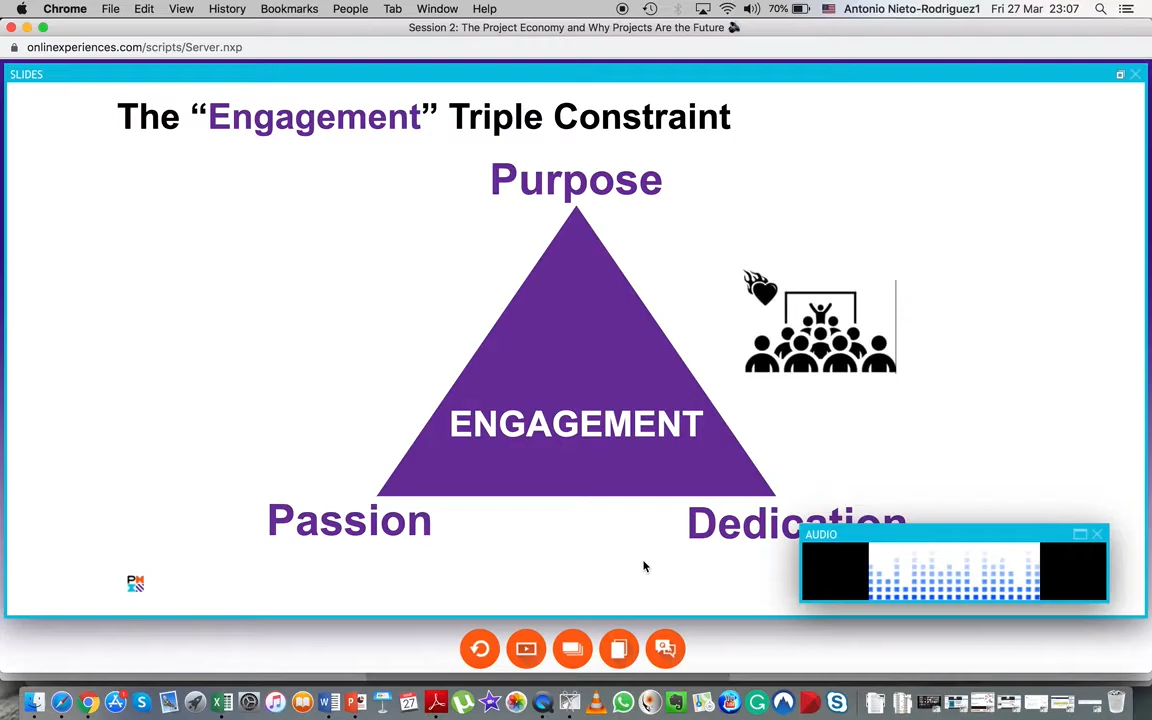 Chrome File Edit View History Bookmarks People Tab Window Help 70% Antonio Nieto-Rodriguez1 Fri 27 Mar 23:07
Session 2: The Project Economy and Why Projects Are the Future
onlinexperiences.com/scripts/Server.nxp
SLIDES
The “Engagement” Triple Constraint
Purpose
ENGAGEMENT
Passion
Dedication
AUDIO